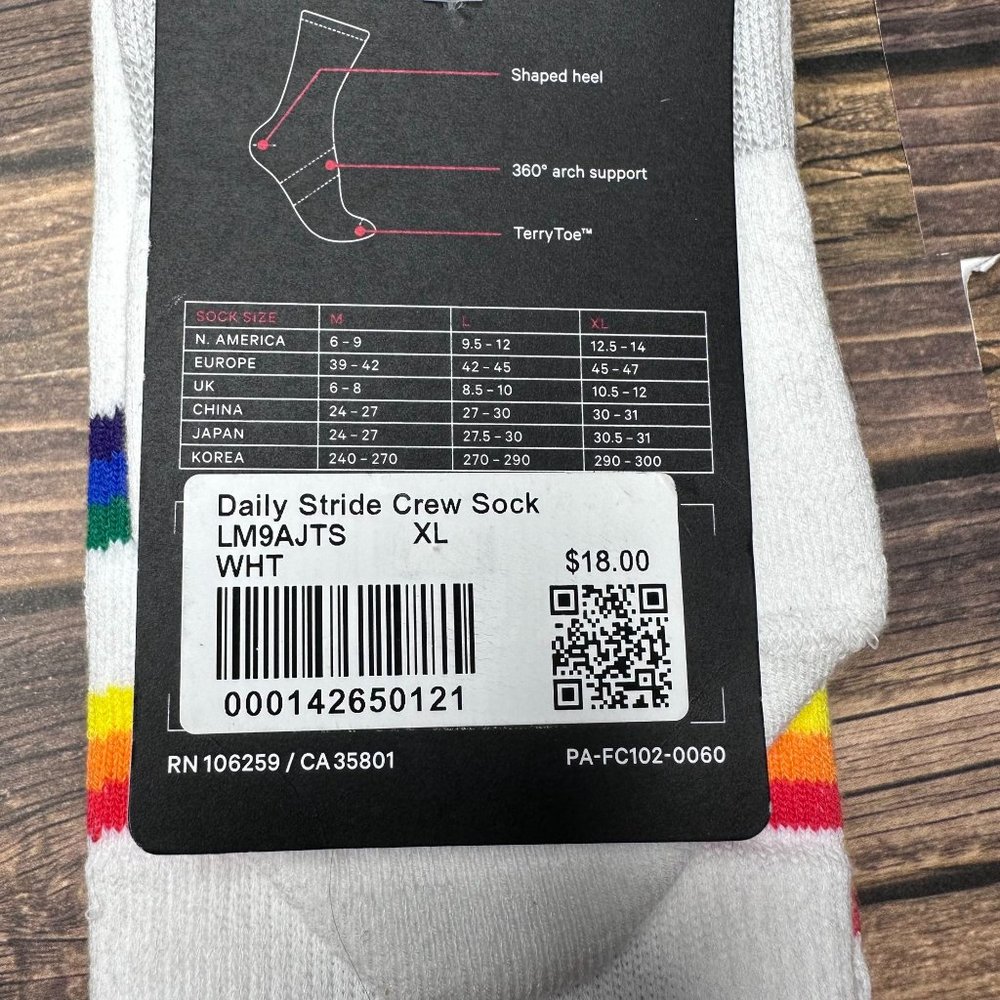 Shaped heel
360° arch support
TerryToe™
SOCK SIZE M L XL
N. AMERICA 6 – 9 9.5 – 12 12.5 – 14
EUROPE 39 – 42 42 – 45 45 – 47
UK 6 – 8 8.5 – 10 10.5 – 12
CHINA 24 – 27 27 – 30 30 – 31
JAPAN 24 – 27 27.5 – 30 30.5 – 31
KOREA 240 – 270 270 – 290 290 – 300
Daily Stride Crew Sock
LM9AJTS XL
WHT $18.00
000142650121
RN 106259 / CA 35801 PA-FC102-0060